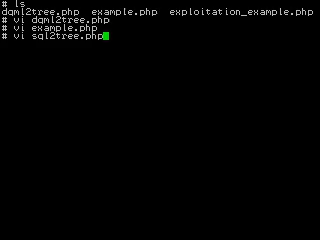 # ls
dqml2tree.php  example.php  exploitation_example.php
# vi dqml2tree.php
# vi example.php
# vi sql2tree.php